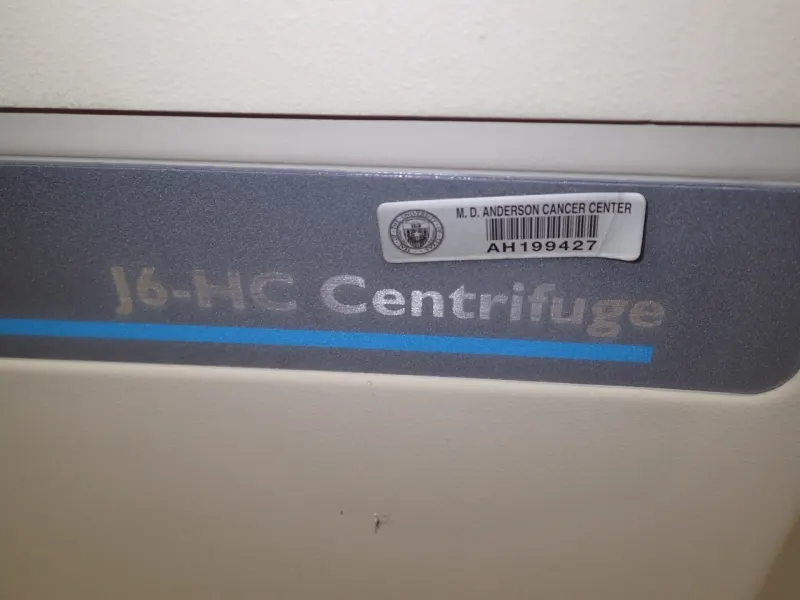 M. D. ANDERSON CANCER CENTER
AH199427
J6-HC Centrifuge